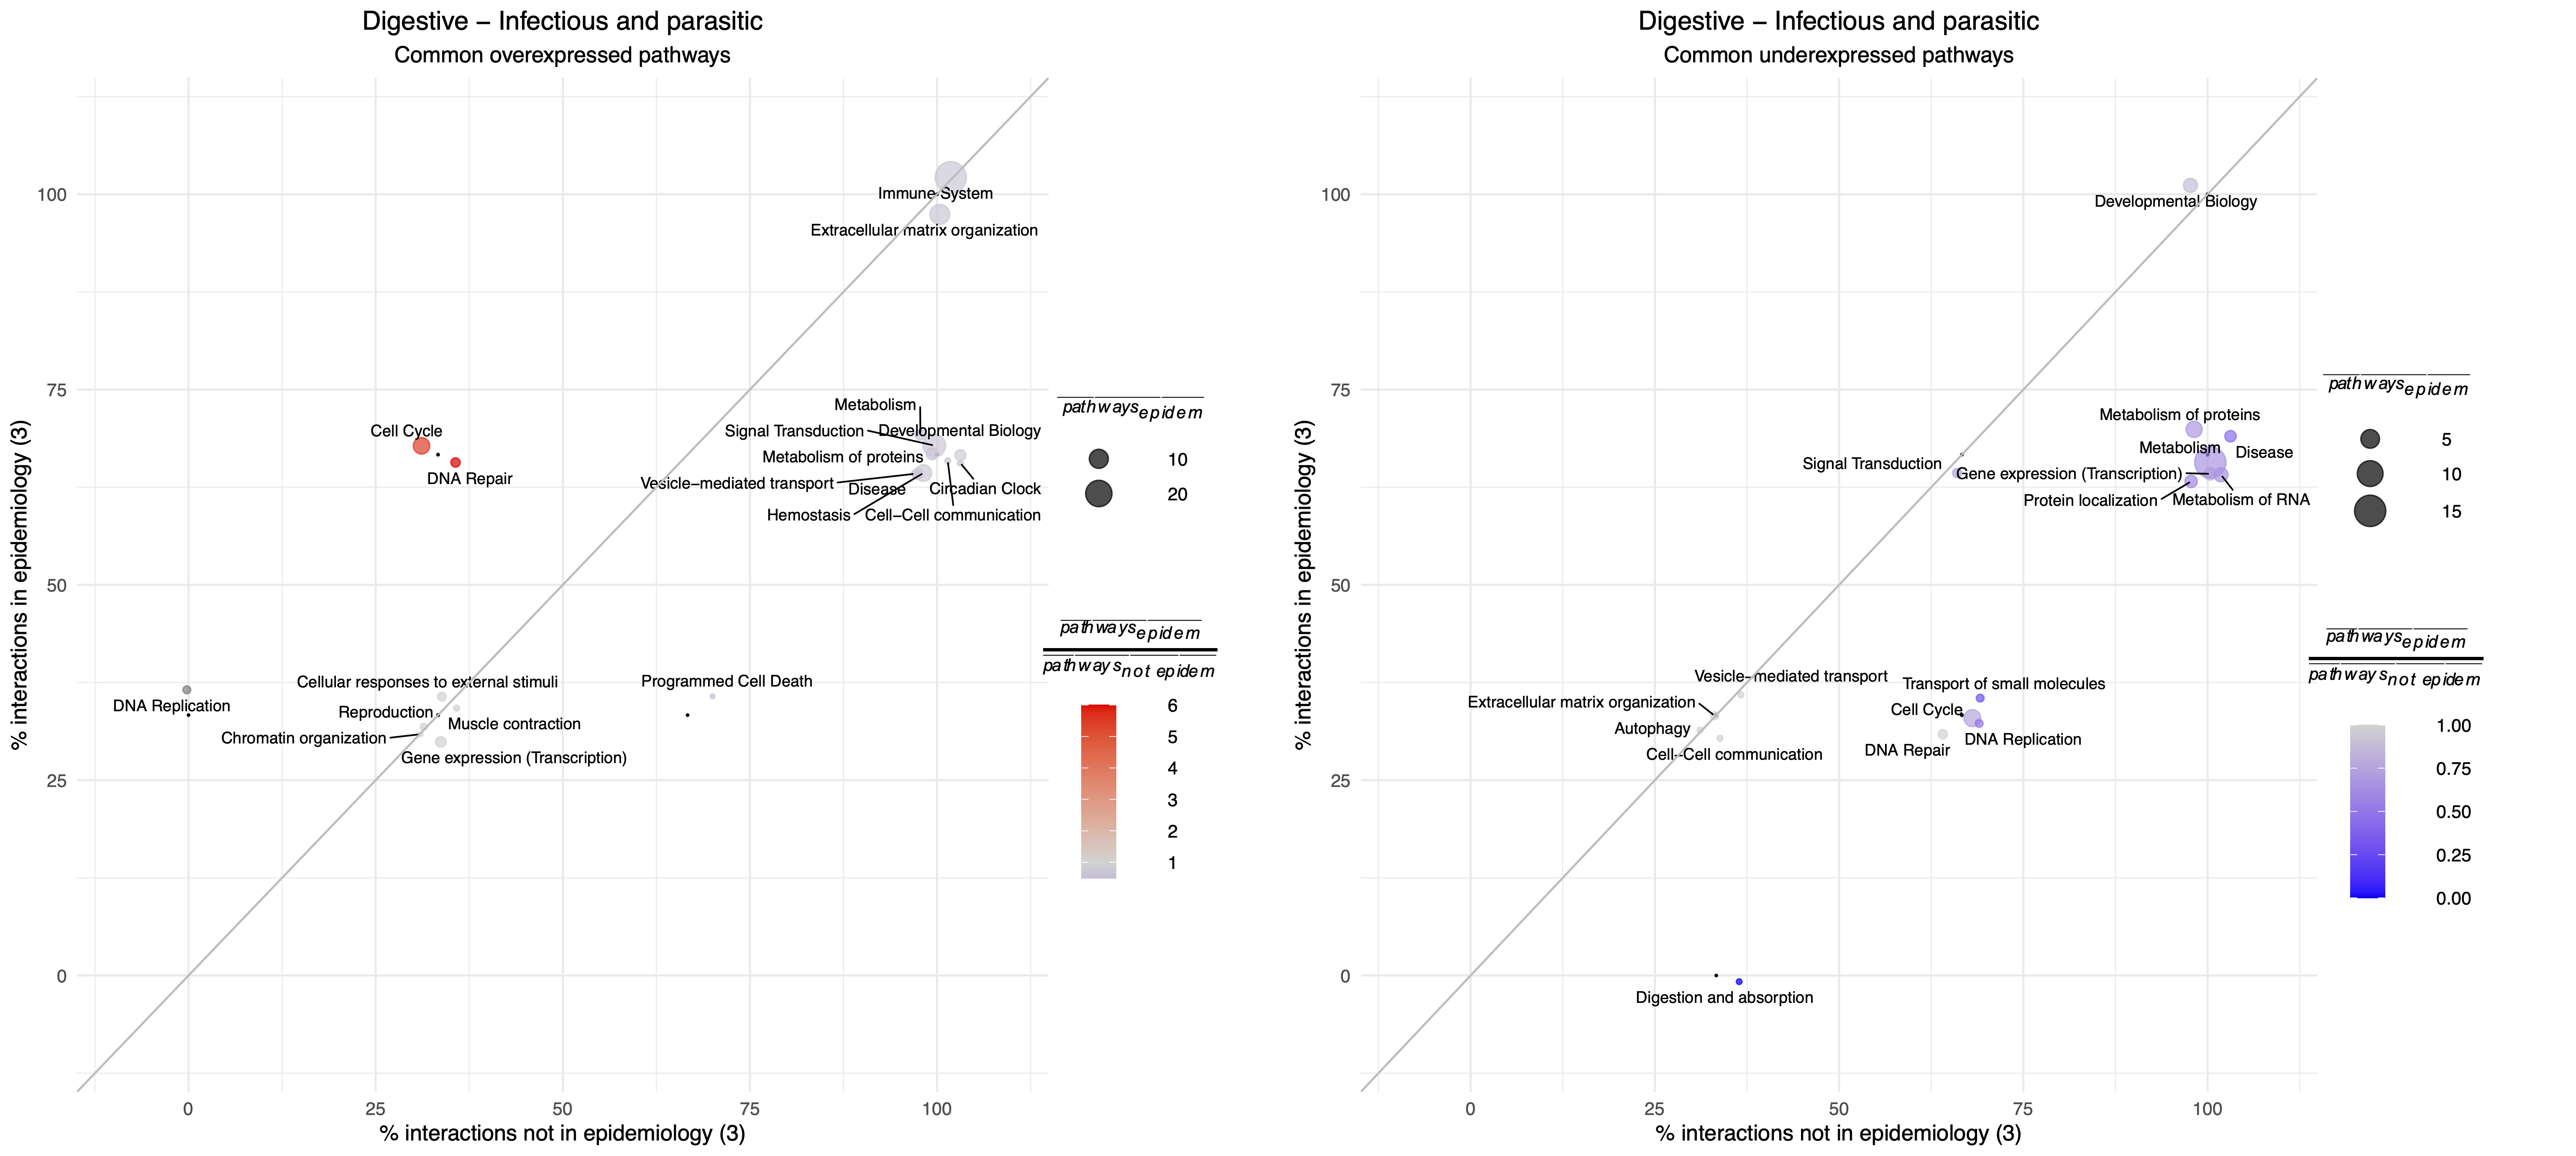 Digestive – Infectious and parasitic
Common overexpressed pathways
% interactions in epidemiology (3)
100
75
50
25
0
Immune System
Extracellular matrix organization
Cell Cycle
DNA Repair
Metabolism
Signal Transduction
Developmental Biology
Metabolism of proteins
Vesicle–mediated transport
Disease
Circadian Clock
Hemostasis
Cell–Cell communication
DNA Replication
Cellular responses to external stimuli
Reproduction
Muscle contraction
Chromatin organization
Gene expression (Transcription)
Programmed Cell Death
0
25
50
75
100
% interactions not in epidemiology (3)
pathways epidem
10
20
pathways epidem
pathways not epidem
6
5
4
3
2
1
Digestive – Infectious and parasitic
Common underexpressed pathways
% interactions in epidemiology (3)
100
75
50
25
0
Developmental Biology
Metabolism of proteins
Metabolism
Disease
Signal Transduction
Gene expression (Transcription)
Protein localization
Metabolism of RNA
Vesicle–mediated transport
Extracellular matrix organization
Autophagy
Cell–Cell communication
Transport of small molecules
Cell Cycle
DNA Repair
DNA Replication
Digestion and absorption
0
25
50
75
100
% interactions not in epidemiology (3)
pathways epidem
5
10
15
pathways epidem
pathways not epidem
1.00
0.75
0.50
0.25
0.00